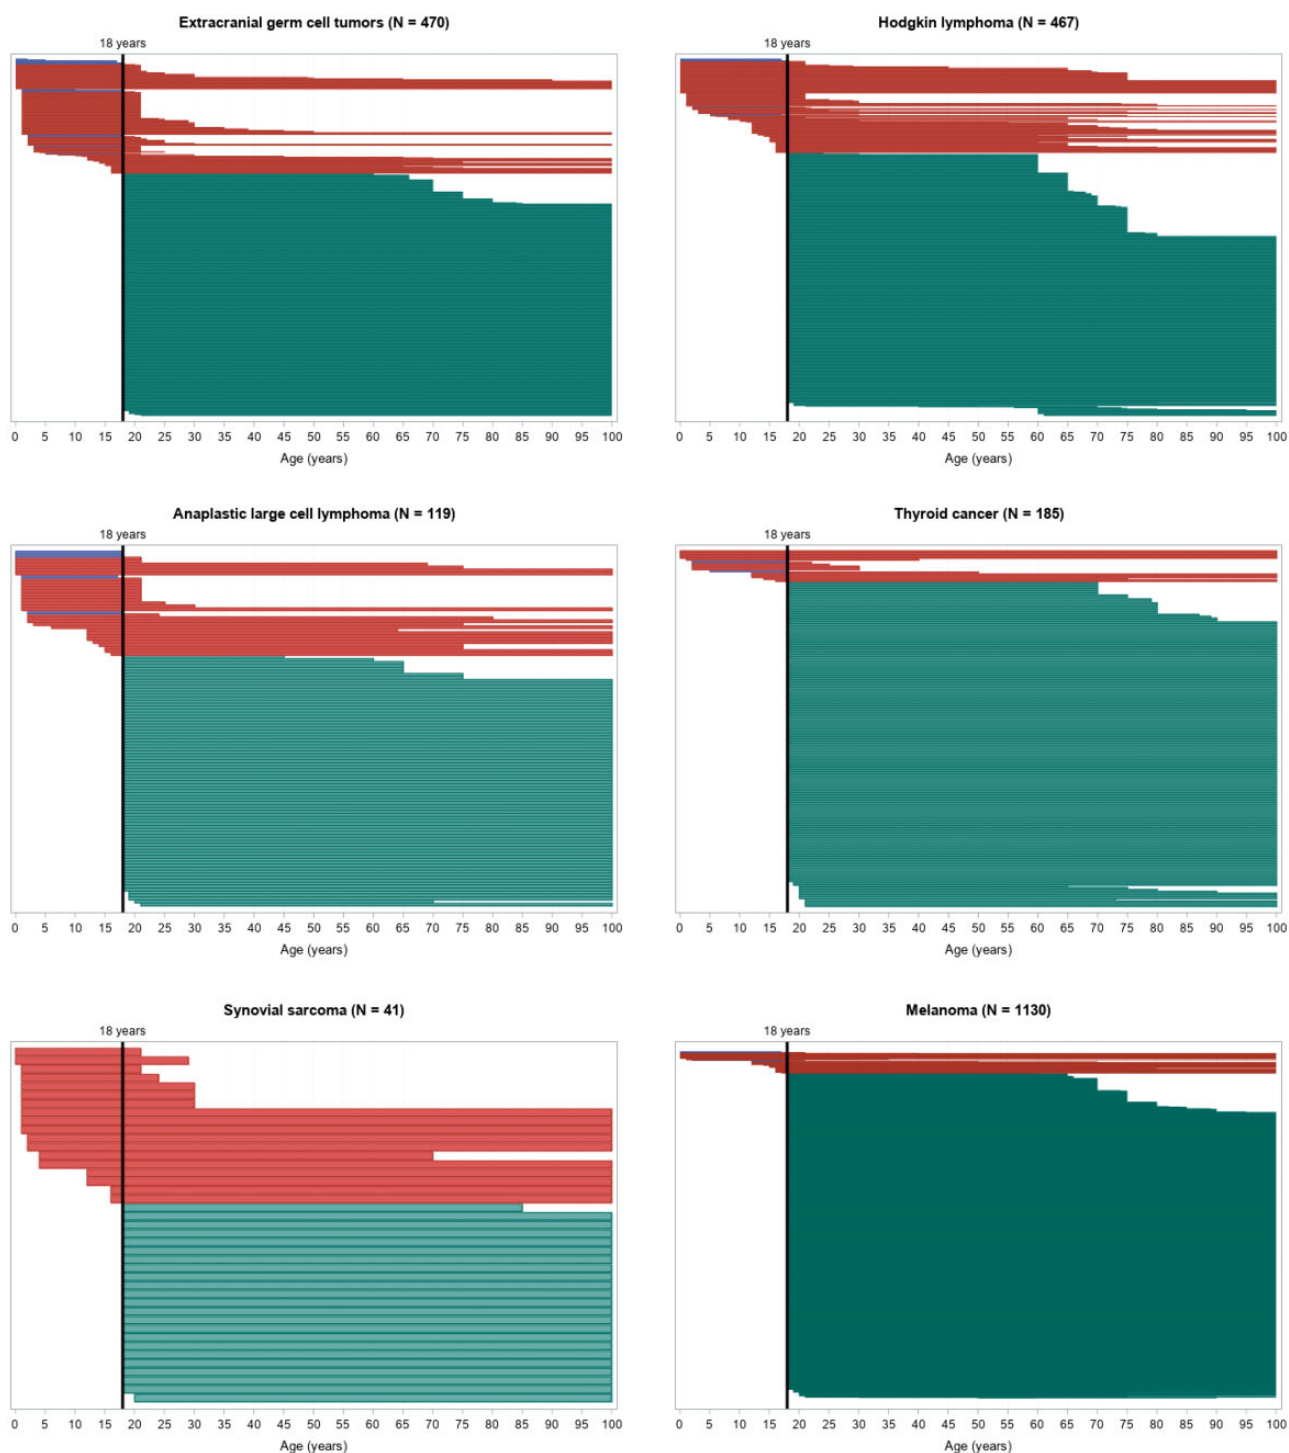 Extracranial germ cell tumors (N = 470)
18 years
0 5 10 15 20 25 30 35 40 45 50 55 60 65 70 75 80 85 90 95 100
Age (years)
Hodgkin lymphoma (N = 467)
18 years
0 5 10 15 20 25 30 35 40 45 50 55 60 65 70 75 80 85 90 95 100
Age (years)
Anaplastic large cell lymphoma (N = 119)
18 years
0 5 10 15 20 25 30 35 40 45 50 55 60 65 70 75 80 85 90 95 100
Age (years)
Thyroid cancer (N = 185)
18 years
0 5 10 15 20 25 30 35 40 45 50 55 60 65 70 75 80 85 90 95 100
Age (years)
Synovial sarcoma (N = 41)
18 years
0 5 10 15 20 25 30 35 40 45 50 55 60 65 70 75 80 85 90 95 100
Age (years)
Melanoma (N = 1130)
18 years
0 5 10 15 20 25 30 35 40 45 50 55 60 65 70 75 80 85 90 95 100
Age (years)